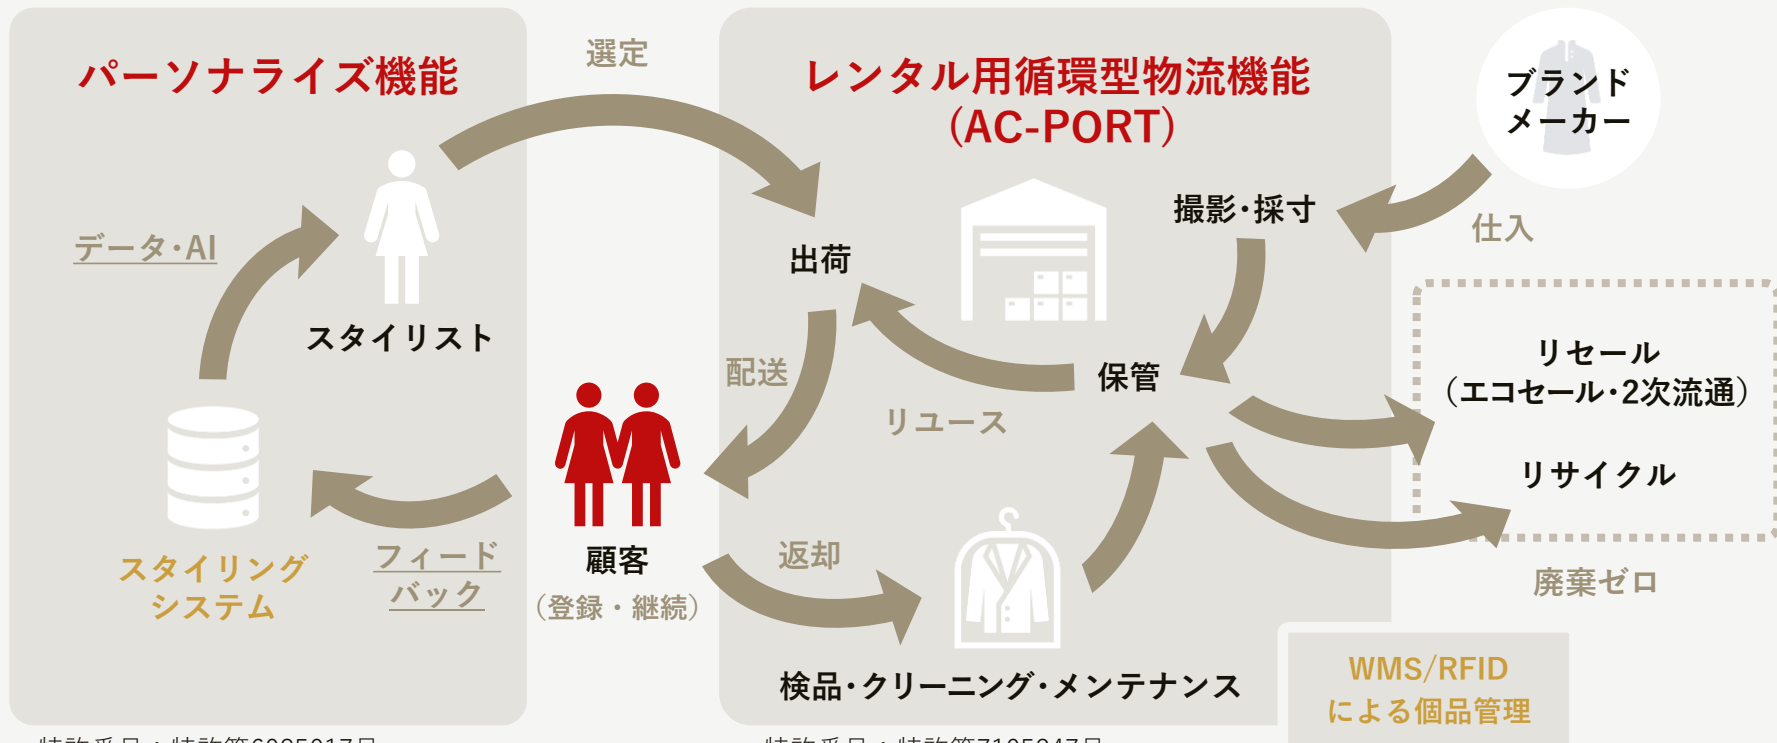 パーソナライズ機能
選定
レンタル用循環型物流機能
(AC-PORT)
ブランド
メーカー
撮影・採寸
仕入
データ・AI
出荷
スタイリスト
配送
保管
リユース
リセール
(エコセール・2次流通)
リサイクル
廃棄ゼロ
スタイリング
システム
フィード
バック
顧客
(登録・継続)
返却
検品・クリーニング・メンテナンス
WMS/RFID
による個品管理